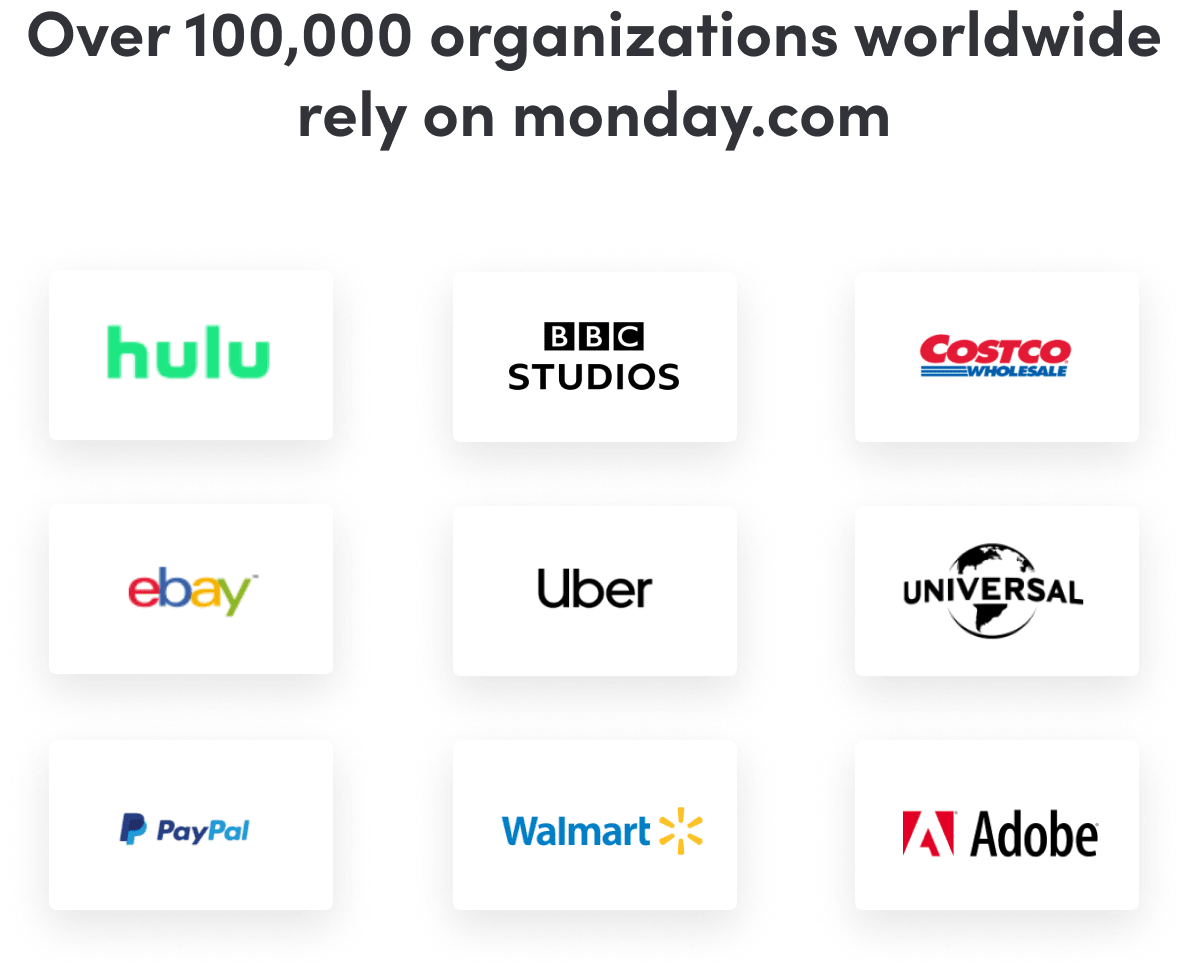 Over 100,000 organizations worldwide
rely on monday.com
hulu
BBC
STUDIOS
COSTCO
WHOLESALE
ebay™
Uber
UNIVERSAL
PayPal
Walmart
Adobe